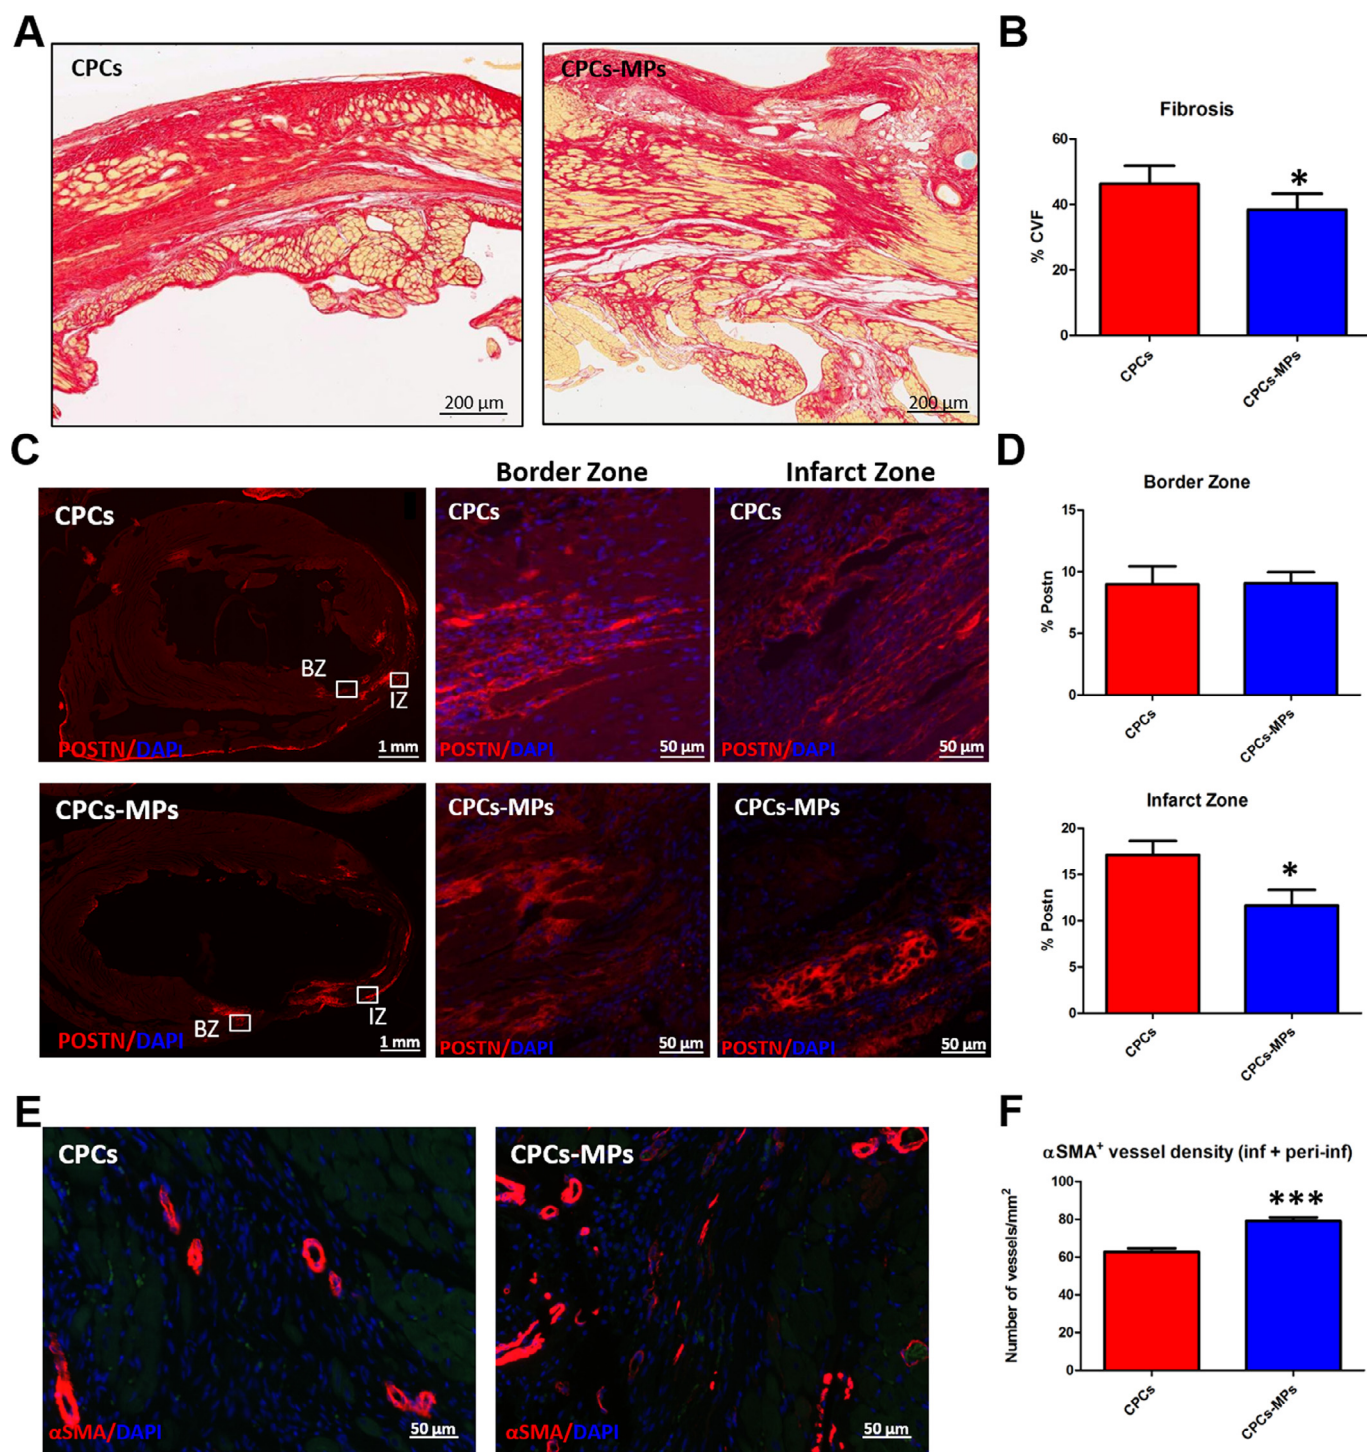 A
CPCs
CPCs-MPs
200 µm
200 µm
B
Fibrosis
% CVF
60
40
20
0
*
CPCs
CPCs-MPs
C
Border Zone
Infarct Zone
CPCs
BZ
IZ
POSTN/DAPI
1 mm
CPCs
POSTN/DAPI
50 µm
CPCs
POSTN/DAPI
50 µm
CPCs-MPs
BZ
IZ
POSTN/DAPI
1 mm
CPCs-MPs
POSTN/DAPI
50 µm
CPCs-MPs
POSTN/DAPI
50 µm
D
Border Zone
% Postn
15
10
5
0
CPCs
CPCs-MPs
Infarct Zone
% Postn
20
15
10
5
0
*
CPCs
CPCs-MPs
E
CPCs
αSMA/DAPI
50 µm
CPCs-MPs
αSMA/DAPI
50 µm
F
αSMA⁺ vessel density (inf + peri-inf)
Number of vessels/mm²
100
80
60
40
20
0
***
CPCs
CPCs-MPs